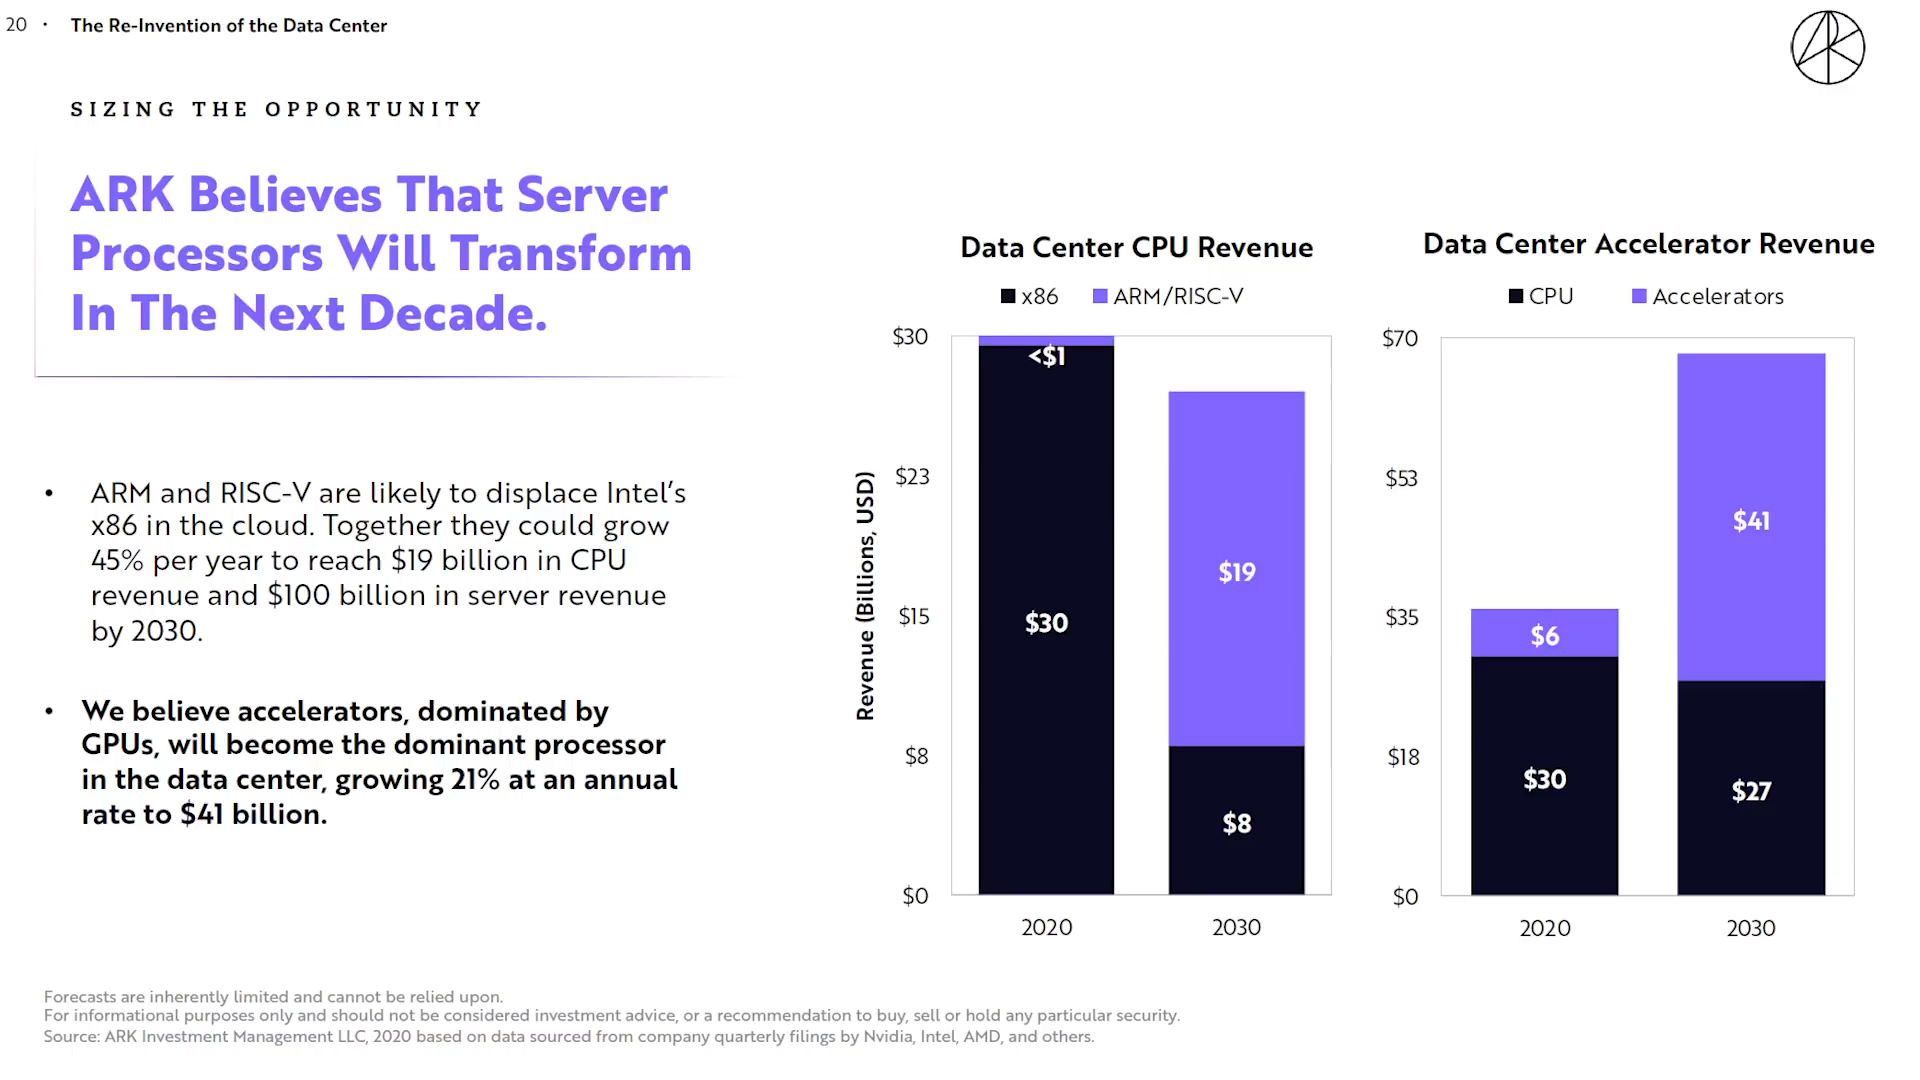 20 • The Re-Invention of the Data Center
SIZING THE OPPORTUNITY
ARK Believes That Server
Processors Will Transform
In The Next Decade.
• ARM and RISC-V are likely to displace Intel's
x86 in the cloud. Together they could grow
45% per year to reach $19 billion in CPU
revenue and $100 billion in server revenue
by 2030.
• We believe accelerators, dominated by
GPUs, will become the dominant processor
in the data center, growing 21% at an annual
rate to $41 billion.
Data Center CPU Revenue
x86 ARM/RISC-V
Revenue (Billions, USD)
$30
$23
$15
$8
$0
<$1
$30
$19
$8
2020 2030
Data Center Accelerator Revenue
CPU Accelerators
$70
$53
$35
$18
$0
$6
$30
$41
$27
2020 2030
Forecasts are inherently limited and cannot be relied upon.
For informational purposes only and should not be considered investment advice, or a recommendation to buy, sell or hold any particular security.
Source: ARK Investment Management LLC, 2020 based on data sourced from company quarterly filings by Nvidia, Intel, AMD, and others.